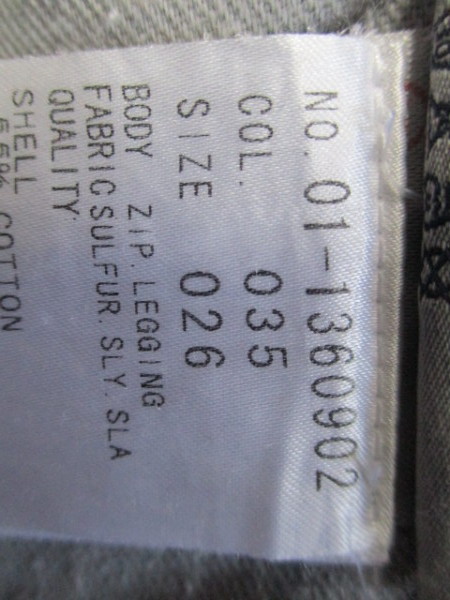 NO. 01-1360902
COL. 035
SIZE 026
BODY ZIP.LEGGING
FABRIC SULFUR.SLY.SLA
QUALITY
SHELL
COTTON